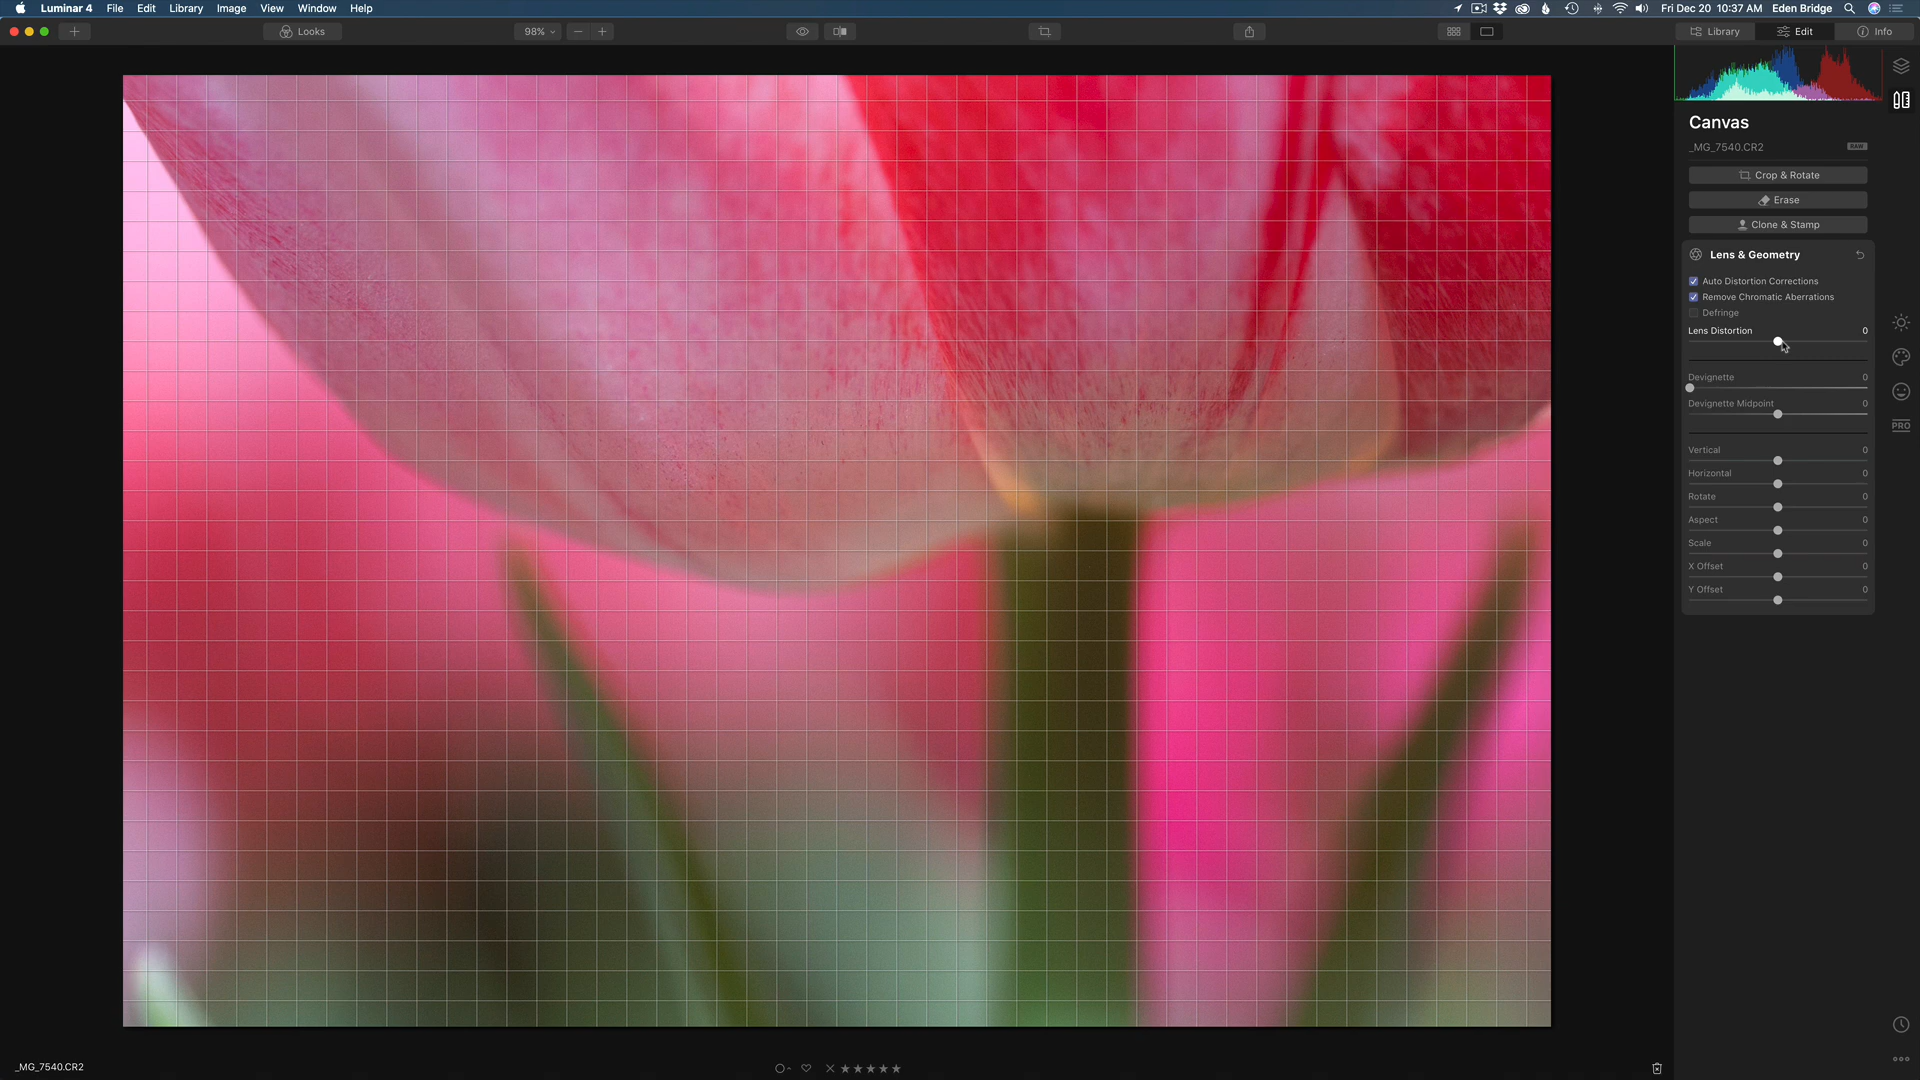 Luminar 4 File Edit Library Image View Window Help Fri Dec 20 10:37 AM Eden Bridge
Looks 98% Library Edit Info
Canvas
_MG_7540.CR2 RAW
Crop & Rotate
Erase
Clone & Stamp
Lens & Geometry
Auto Distortion Corrections
Remove Chromatic Aberrations
Defringe
Lens Distortion 0
Devignette 0
Devignette Midpoint 0
PRO
Vertical 0
Horizontal 0
Rotate 0
Aspect 0
Scale 0
X Offset 0
Y Offset 0
_MG_7540.CR2